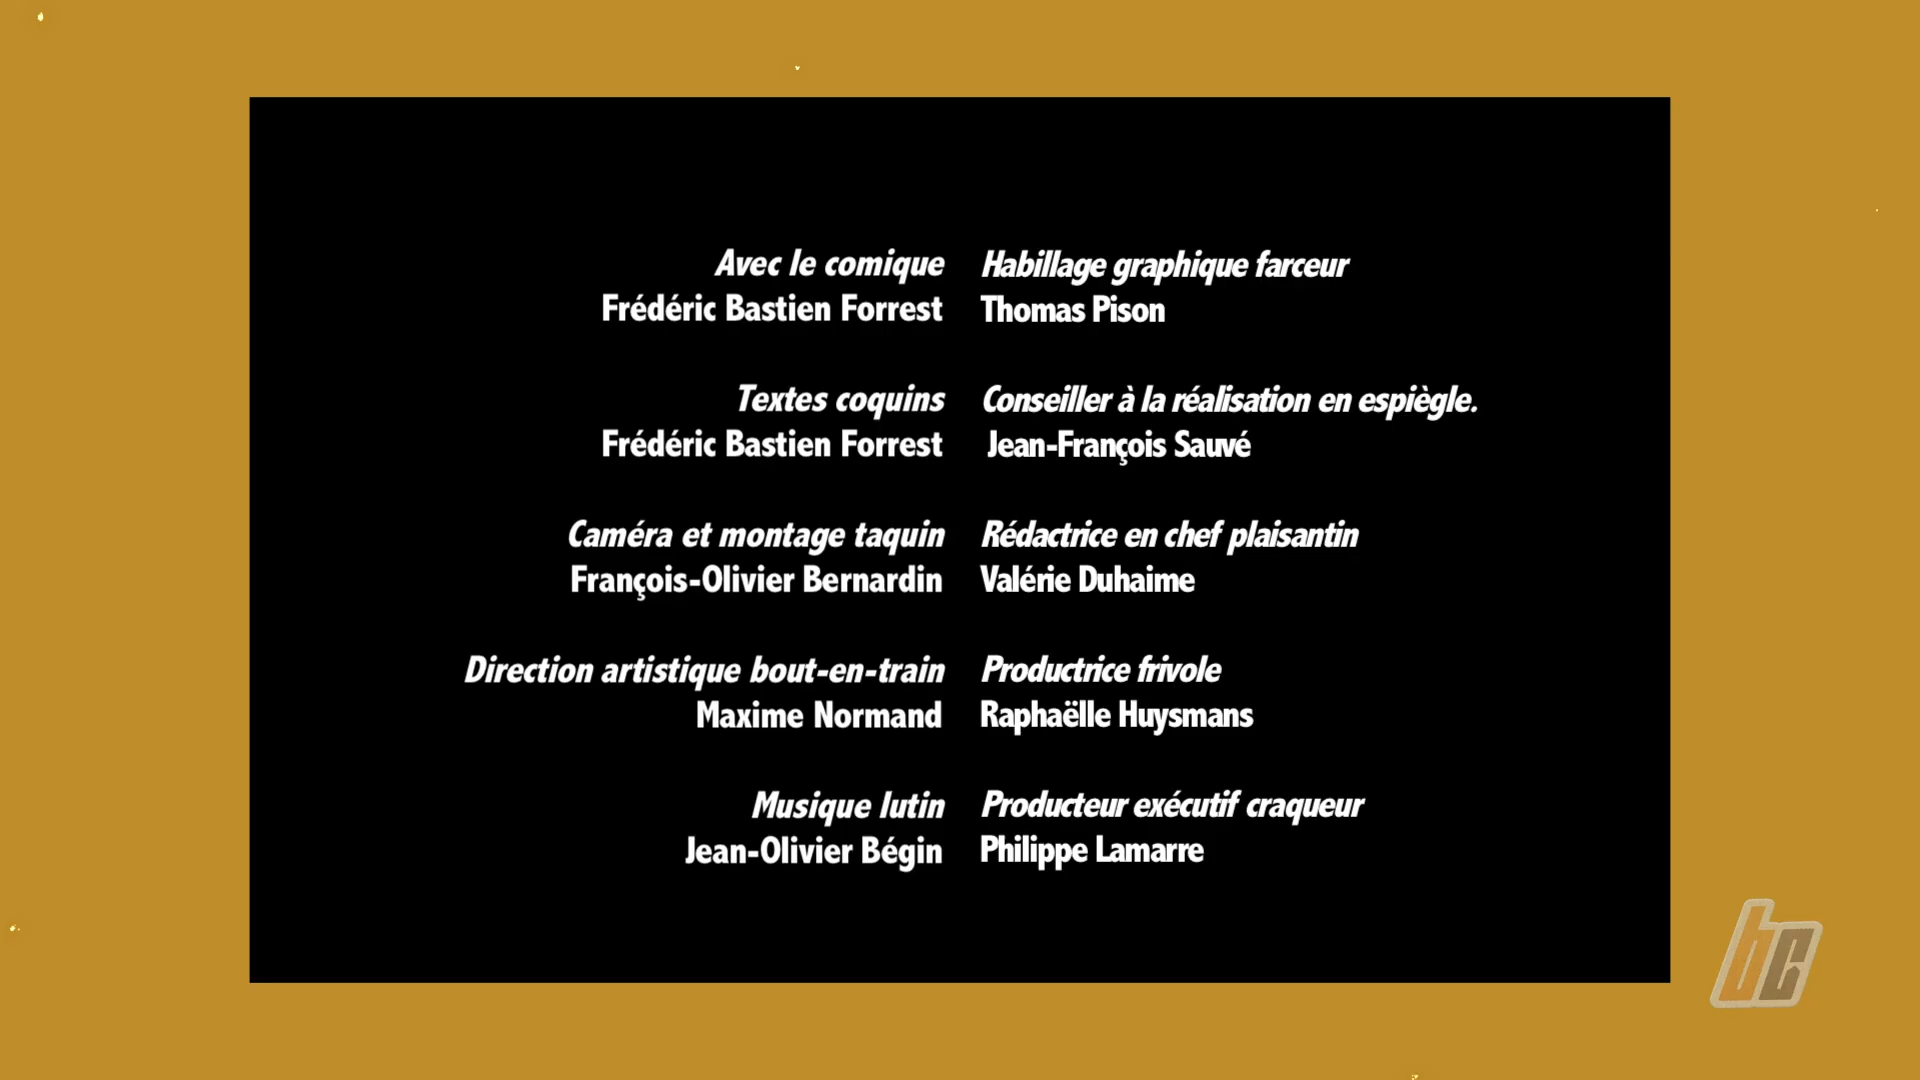 Avec le comique
Frédéric Bastien Forrest
Textes coquins
Frédéric Bastien Forrest
Caméra et montage taquin
François-Olivier Bernardin
Direction artistique bout-en-train
Maxime Normand
Musique lutin
Jean-Olivier Bégin
Habillage graphique farceur
Thomas Pison
Conseiller à la réalisation en espiègle.
Jean-François Sauvé
Rédactrice en chef plaisantin
Valérie Duhaime
Productrice frivole
Raphaëlle Huysmans
Producteur exécutif craqueur
Philippe Lamarre